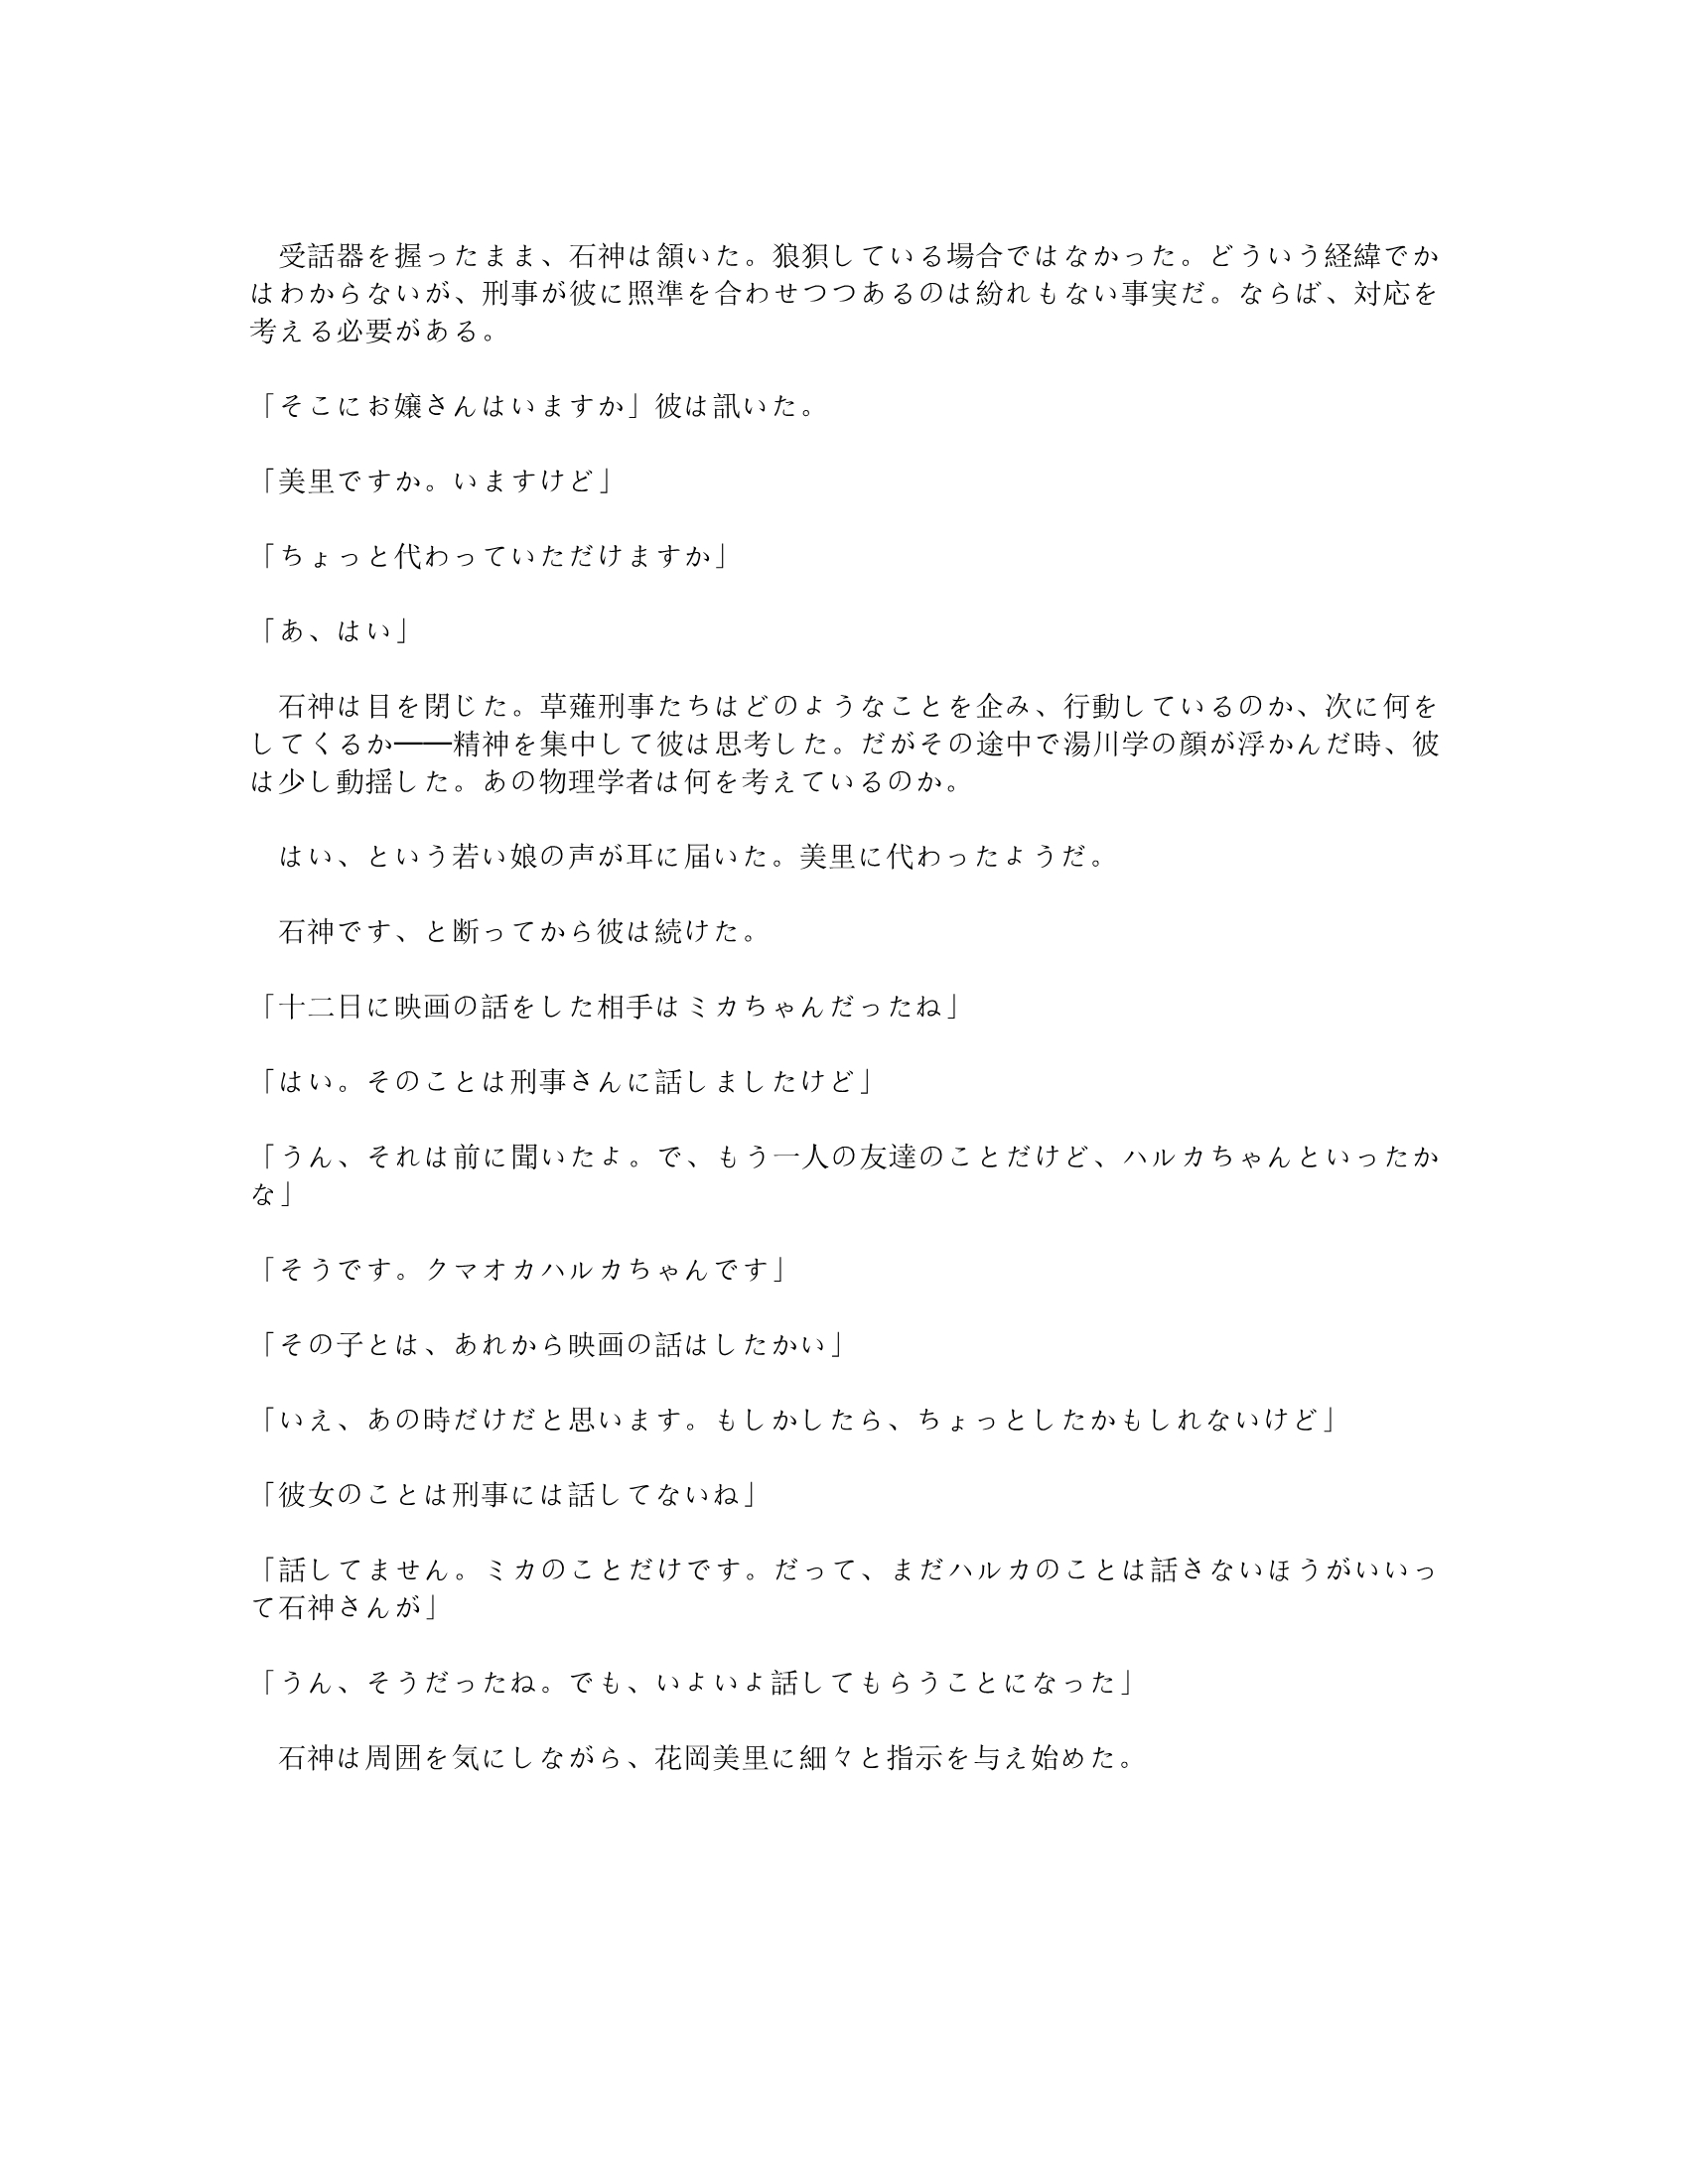 受話器を握ったまま、石神は頷いた。狼狽している場合ではなかった。どういう経緯でか
はわからないが、刑事が彼に照準を合わせつつあるのは紛れもない事実だ。ならば、対応を
考える必要がある。
「そこにお嬢さんはいますか」彼は訊いた。
「美里ですか。いますけど」
「ちょっと代わっていただけますか」
「あ、はい」
　石神は目を閉じた。草薙刑事たちはどのようなことを企み、行動しているのか、次に何を
してくるか――精神を集中して彼は思考した。だがその途中で湯川学の顔が浮かんだ時、彼
は少し動揺した。あの物理学者は何を考えているのか。
　はい、という若い娘の声が耳に届いた。美里に代わったようだ。
　石神です、と断ってから彼は続けた。
「十二日に映画の話をした相手はミカちゃんだったね」
「はい。そのことは刑事さんに話しましたけど」
「うん、それは前に聞いたよ。で、もう一人の友達のことだけど、ハルカちゃんといったか
な」
「そうです。クマオカハルカちゃんです」
「その子とは、あれから映画の話はしたかい」
「いえ、あの時だけだと思います。もしかしたら、ちょっとしたかもしれないけど」
「彼女のことは刑事には話してないね」
「話してません。ミカのことだけです。だって、まだハルカのことは話さないほうがいいっ
て石神さんが」
「うん、そうだったね。でも、いよいよ話してもらうことになった」
　石神は周囲を気にしながら、花岡美里に細々と指示を与え始めた。